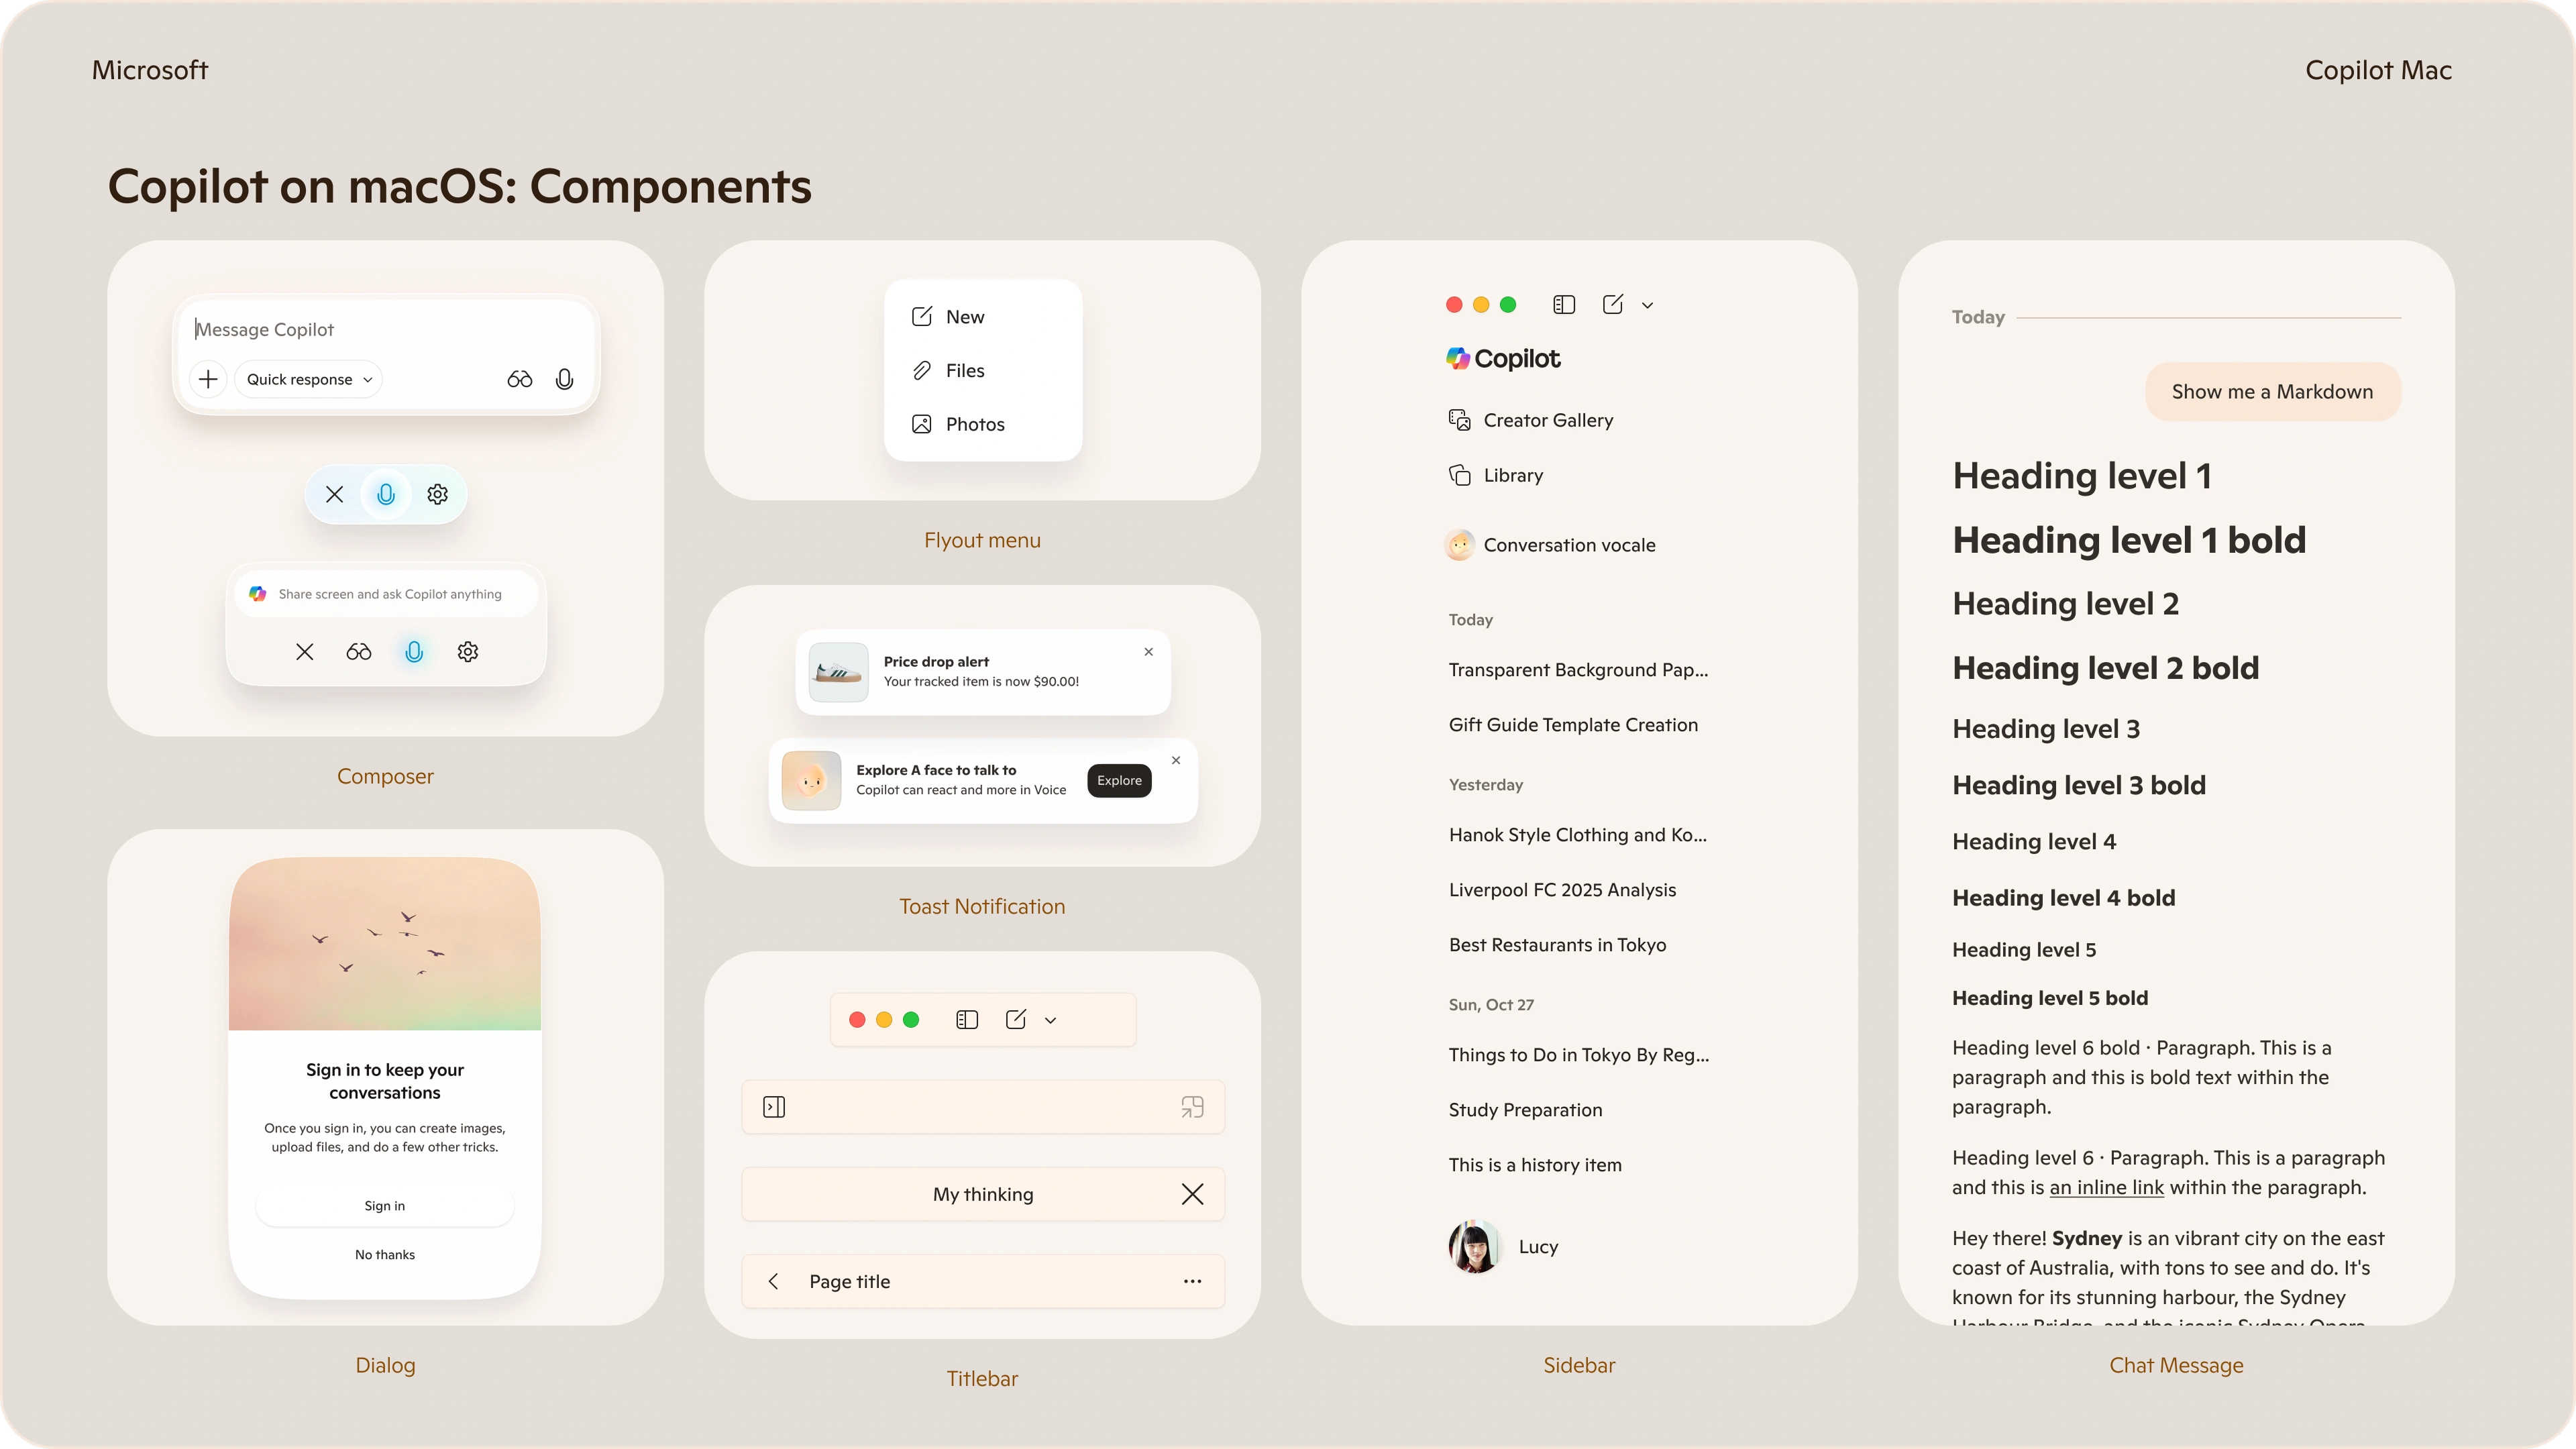 Microsoft
Copilot Mac
Copilot on macOS: Components
Message Copilot
Quick response
Share screen and ask Copilot anything
Composer
Sign in to keep your
conversations
Once you sign in, you can create images,
upload files, and do a few other tricks.
Sign in
No thanks
Dialog
New
Files
Photos
Flyout menu
Price drop alert
Your tracked item is now $90.00!
Explore A face to talk to
Copilot can react and more in Voice
Explore
Toast Notification
My thinking
Page title
Titlebar
Copilot
Creator Gallery
Library
Conversation vocale
Today
Transparent Background Pap...
Gift Guide Template Creation
Yesterday
Hanok Style Clothing and Ko...
Liverpool FC 2025 Analysis
Best Restaurants in Tokyo
Sun, Oct 27
Things to Do in Tokyo By Reg...
Study Preparation
This is a history item
Lucy
Sidebar
Today
Show me a Markdown
Heading level 1
Heading level 1 bold
Heading level 2
Heading level 2 bold
Heading level 3
Heading level 3 bold
Heading level 4
Heading level 4 bold
Heading level 5
Heading level 5 bold
Heading level 6 bold · Paragraph. This is a
paragraph and this is bold text within the
paragraph.
Heading level 6 · Paragraph. This is a paragraph
and this is an inline link within the paragraph.
Hey there! Sydney is an vibrant city on the east
coast of Australia, with tons to see and do. It's
known for its stunning harbour, the Sydney
Harbour Bridge, and the iconic Sydney Opera
Chat Message